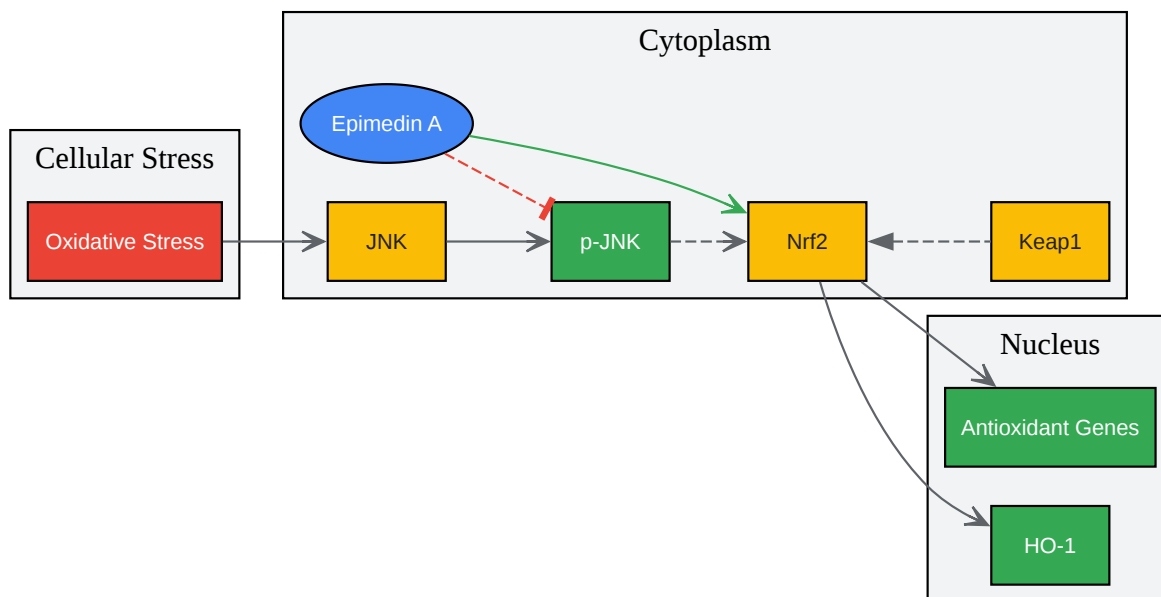 Cytoplasm
Epimedin A
Cellular Stress
Oxidative Stress
JNK
p-JNK
Nrf2
Keap1
Nucleus
Antioxidant Genes
HO-1